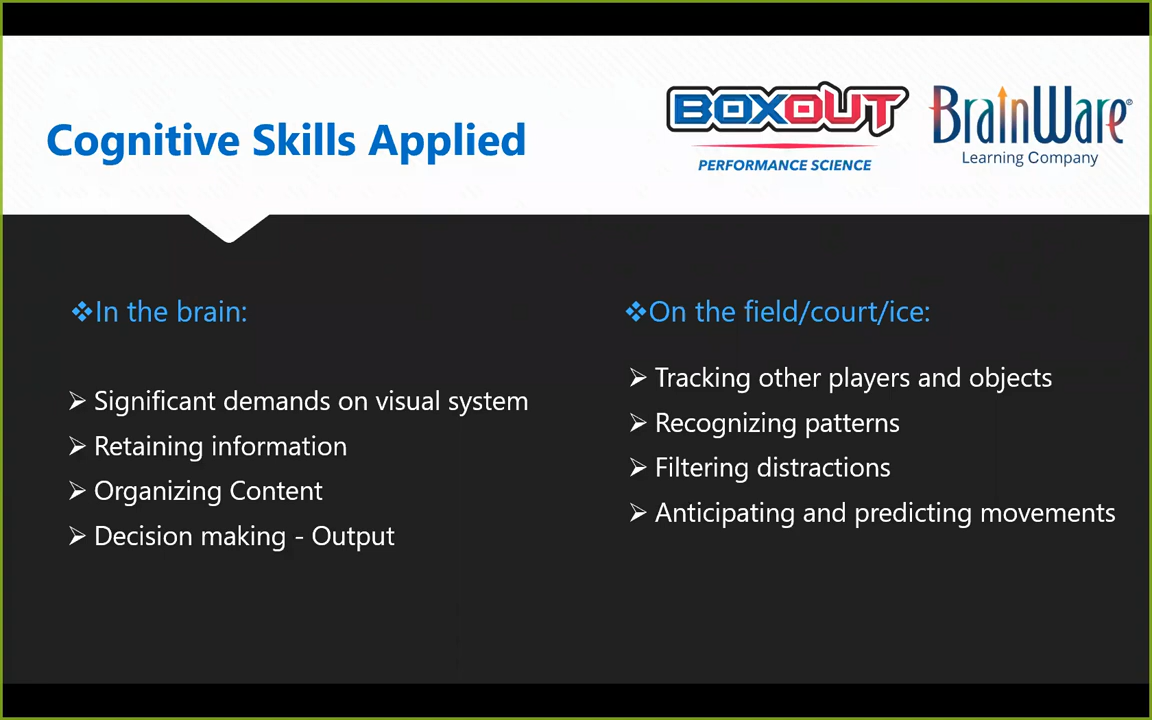 Cognitive Skills Applied
BOXOUT
PERFORMANCE SCIENCE
BrainWare®
Learning Company
❖In the brain:
➢ Significant demands on visual system
➢ Retaining information
➢ Organizing Content
➢ Decision making - Output
❖On the field/court/ice:
➢ Tracking other players and objects
➢ Recognizing patterns
➢ Filtering distractions
➢ Anticipating and predicting movements